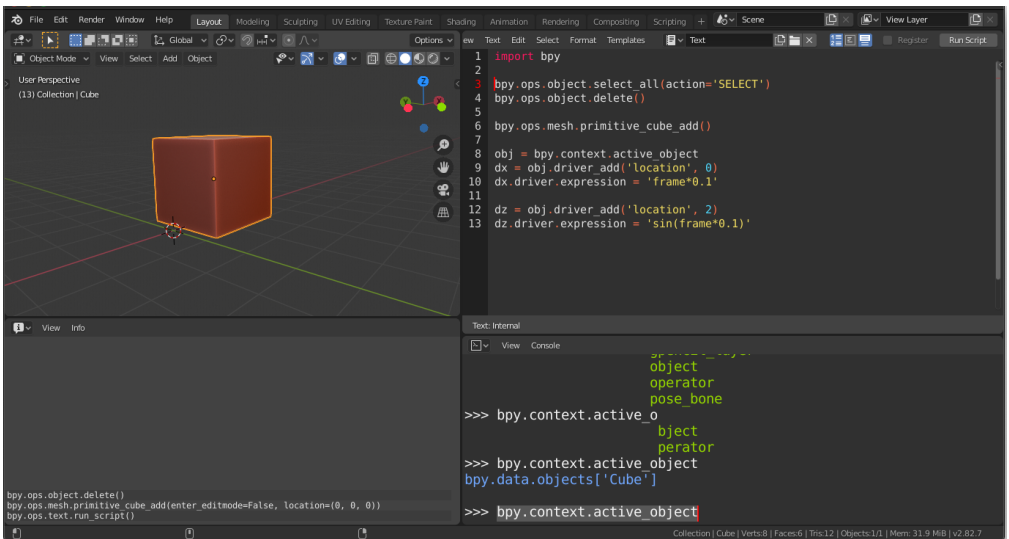 File Edit Render Window Help Layout Modeling Sculpting UV Editing Texture Paint Shading Animation Rendering Compositing Scripting + Scene View Layer
Global Options
Object Mode View Select Add Object
User Perspective
(13) Collection | Cube
Z
Y
ew Text Edit Select Format Templates Text Register Run Script
1 import bpy
2
3 bpy.ops.object.select_all(action='SELECT')
4 bpy.ops.object.delete()
5
6 bpy.ops.mesh.primitive_cube_add()
7
8 obj = bpy.context.active_object
9 dx = obj.driver_add('location', 0)
10 dx.driver.expression = 'frame*0.1'
11
12 dz = obj.driver_add('location', 2)
13 dz.driver.expression = 'sin(frame*0.1)'
Text: Internal
View Info
bpy.ops.object.delete()
bpy.ops.mesh.primitive_cube_add(enter_editmode=False, location=(0, 0, 0))
bpy.ops.text.run_script()
View Console
object
operator
pose_bone
>>> bpy.context.active_o
bject
perator
>>> bpy.context.active_object
bpy.data.objects['Cube']
>>> bpy.context.active_object
Collection | Cube | Verts:8 | Faces:6 | Tris:12 | Objects:1/1 | Mem: 31.9 MiB | v2.82.7